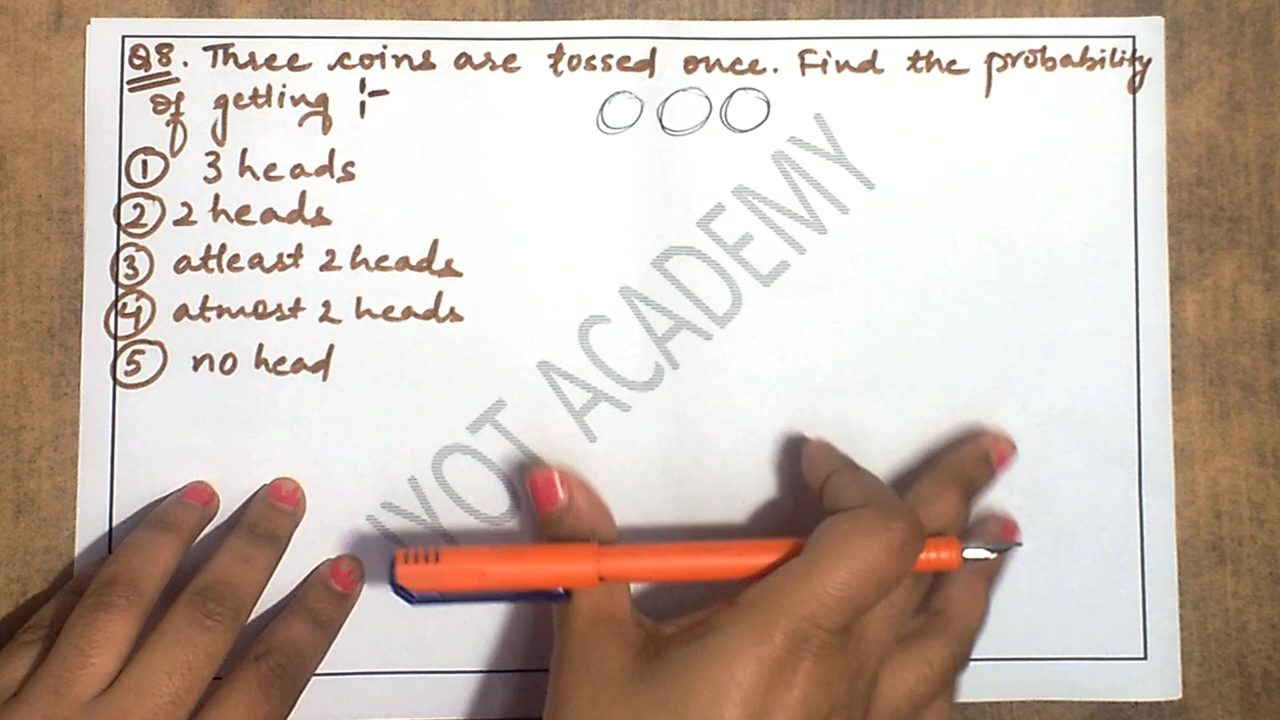 Q8. Three coins are tossed once. Find the probability
of getting :-
① 3 heads
② 2 heads
③ atleast 2 heads
④ atmost 2 heads
⑤ no head
JYOT ACADEMY